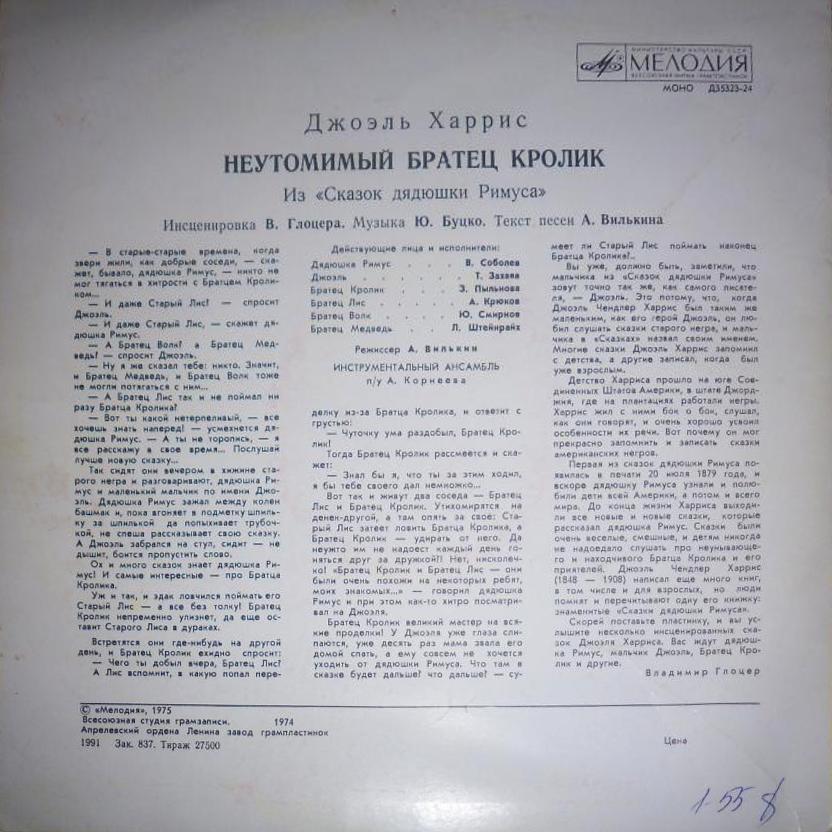 МИНИСТЕРСТВО КУЛЬТУРЫ СССР
МЕЛОДИЯ
ВСЕСОЮЗНАЯ ФИРМА ГРАМПЛАСТИНОК
МОНО Д35323-24
Джоэль Харрис
НЕУТОМИМЫЙ БРАТЕЦ КРОЛИК
Из «Сказок дядюшки Римуса»
Инсценировка В. Глоцера. Музыка Ю. Буцко. Текст песен А. Вилькина
— В старые-старые времена, когда
звери жили, как добрые соседи, — ска-
жет, бывало, дядюшка Римус, — никто не
мог тягаться в хитрости с Братцем Кроли-
ком...
— И даже Старый Лис! — спросит
Джоэль.
— И даже Старый Лис, — скажет дя-
дюшка Римус.
— А Братец Волк? а Братец Мед-
ведь! — спросит Джоэль.
— Ну я же сказал тебе: никто. Значит,
и Братец Медведь, и Братец Волк тоже
не могли потягаться с ним...
— А Братец Лис так и не поймал ни
разу Братца Кролика?
— Вот ты какой нетерпеливый, — все
хочешь знать наперед! — усмехнется дя-
дюшка Римус. — А ты не торопись, — я
все расскажу в свое время... Послушай
лучше новую сказку...
Так сидят они вечером в хижине ста-
рого негра и разговаривают, дядюшка Ри-
мус и маленький мальчик по имени Джо-
эль. Дядюшка Римус зажал между колен
башмак и, пока вгоняет в подметку шпиль-
ку за шпилькой да попыхивает трубоч-
кой, не спеша рассказывает свою сказку.
А Джоэль забрался на стул, сидит — не
дышит, боится пропустить слово.
Ох и много сказок знает дядюшка Ри-
мус! И самые интересные — про Братца
Кролика.
Уж и так, и эдак ловчился поймать его
Старый Лис — а все без толку! Братец
Кролик непременно улизнет, да еще ос-
тавит Старого Лиса в дураках.
Встретятся они где-нибудь на другой
день, и Братец Кролик ехидно спросит:
— Чего ты добыл вчера, Братец Лис?
А Лис вспомнит, в какую попал пере-
Действующие лица и исполнители:
Дядюшка Римус . . . . В. Соболев
Джоэль . . . . . . . Т. Захава
Братец Кролик . . . . З. Пыльнова
Братец Лис . . . . . А. Крюков
Братец Волк . . . . Ю. Смирнов
Братец Медведь . . . Л. Штейнрайх
Режиссер А. Вилькин
ИНСТРУМЕНТАЛЬНЫЙ АНСАМБЛЬ
п/у А. Корнеева
делку из-за Братца Кролика, и ответит с
грустью:
— Чуточку ума раздобыл, Братец Кро-
лик!
Тогда Братец Кролик рассмеется и ска-
жет:
— Знал бы я, что ты за этим ходил,
я бы тебе своего дал немножко...
Вот так и живут два соседа — Братец
Лис и Братец Кролик. Утихомирятся на
денек-другой, а там опять за свое: Ста-
рый Лис затеет ловить Братца Кролика, а
Братец Кролик — удирать от него. Да
неужто им не надоест каждый день го-
няться друг за дружкой?! Нет, нисколеч-
ко! «Братец Кролик и Братец Лис — они
были очень похожи на некоторых ребят,
моих знакомых...» — говорил дядюшка
Римус и при этом как-то хитро посматри-
вал на Джоэля.
Братец Кролик великий мастер на вся-
кие проделки! У Джоэля уже глаза сли-
паются, уже десять раз мама звала его
домой спать, а ему совсем не хочется
уходить от дядюшки Римуса. Что там в
сказке будет дальше? что дальше? — су-
меет ли Старый Лис поймать наконец
Братца Кролика?..
Вы уже, должно быть, заметили, что
мальчика из «Сказок дядюшки Римуса»
зовут точно так же, как самого писате-
ля, — Джоэль. Это потому, что, когда
Джоэль Чендлер Харрис был таким же
маленьким, как его герой Джоэль, он лю-
бил слушать сказки старого негра, и маль-
чика в «Сказках» назвал своим именем.
Многие сказки Джоэль Харрис запомнил
с детства, а другие записал, когда был
уже взрослым.
Детство Харриса прошло на юге Сое-
диненных Штатов Америки, в штате Джорд-
жия, где на плантациях работали негры.
Харрис жил с ними бок о бок, слушал,
как они говорят, и очень хорошо усвоил
особенности их речи. Вот почему он мог
прекрасно запомнить и записать сказки
американских негров.
Первая из сказок дядюшки Римуса по-
явилась в печати 20 июля 1879 года, и
вскоре дядюшку Римуса узнали и полю-
били дети всей Америки, а потом и всего
мира. До конца жизни Харриса выходи-
ли все новые и новые сказки, которые
рассказал дядюшка Римус. Сказки были
очень веселые, смешные, и детям никогда
не надоедало слушать про неунывающе-
го и находчивого Братца Кролика и его
приятелей. Джоэль Чендлер Харрис
(1848 — 1908) написал еще много книг,
в том числе и для взрослых, но люди
помнят и перечитывают одну его книжку:
знаменитые «Сказки дядюшки Римуса».
Скорей поставьте пластинку, и вы ус-
лышите несколько инсценированных ска-
зок Джоэля Харриса. Вас ждут дядюш-
ка Римус, мальчик Джоэль, Братец Кро-
лик и другие.
Владимир Глоцер
© «Мелодия», 1975
Всесоюзная студия грамзаписи. 1974
Апрелевский ордена Ленина завод грампластинок
1991 Зак. 837. Тираж 27500
Цена
1-55